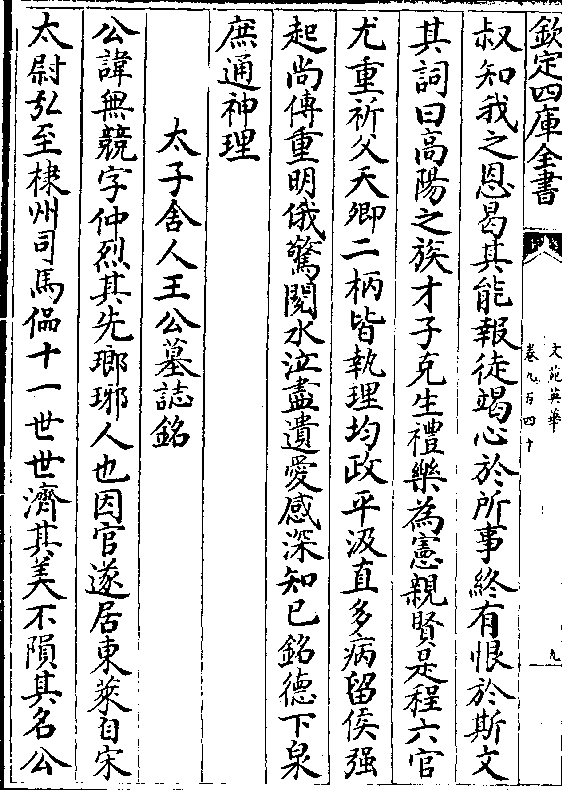 欽定四庫全書
文苑英華
卷九百四十
九
叔知我之恩曷其能報徒竭心於所事終有恨於斯文
其詞曰高陽之族才子克生禮樂為憲親賢是程六官
尤重祈父天卿二柄皆執理均政平汲直多病留侯强
起尚傳重明俄驚閱水泣盡遺愛感深知已銘德下泉
庶通神理
太子舍人王公墓誌銘
公諱無競字仲烈其先瑯琊人也因官遂居東萊自宋
太尉弘至棣州司馬偘十一世世濟其美不隕其名公